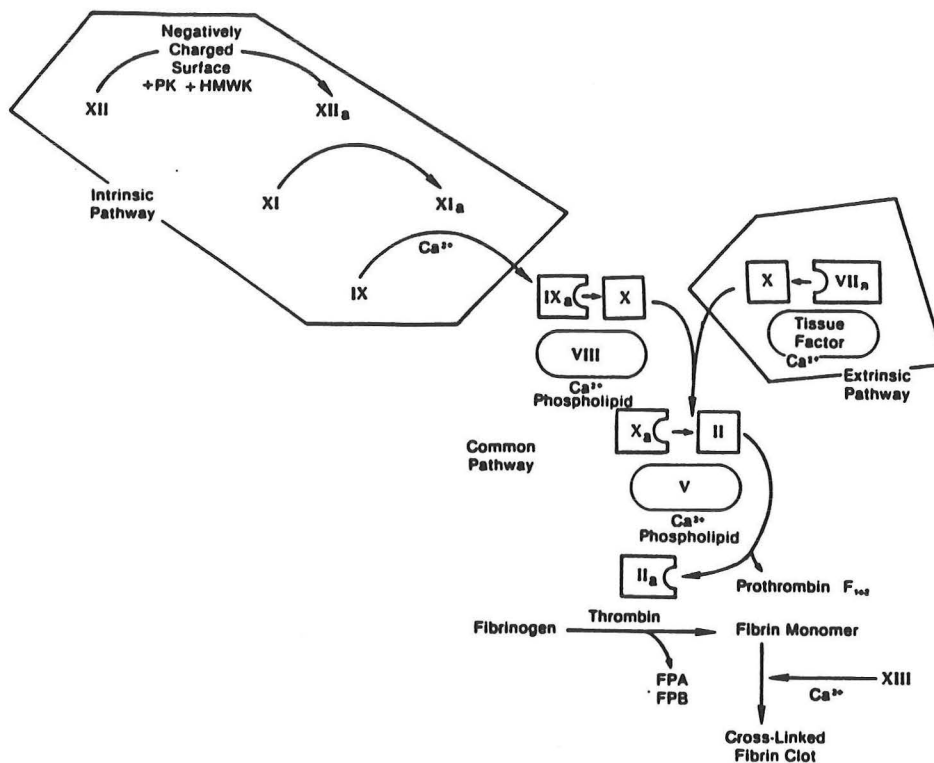 Negatively
Charged
Surface
+PK + HMWK
XII
XIIa
XI
XIa
Intrinsic
Pathway
Ca²⁺
IX
IXa
X
VIII
Ca²⁺
Phospholipid
X
VIIa
Tissue
Factor
Ca²⁺
Extrinsic
Pathway
Xa
II
Common
Pathway
V
Ca²⁺
Phospholipid
IIa
Prothrombin F₁₊₂
Fibrinogen
Thrombin
Fibrin Monomer
FPA
FPB
XIII
Ca²⁺
Cross-Linked
Fibrin Clot